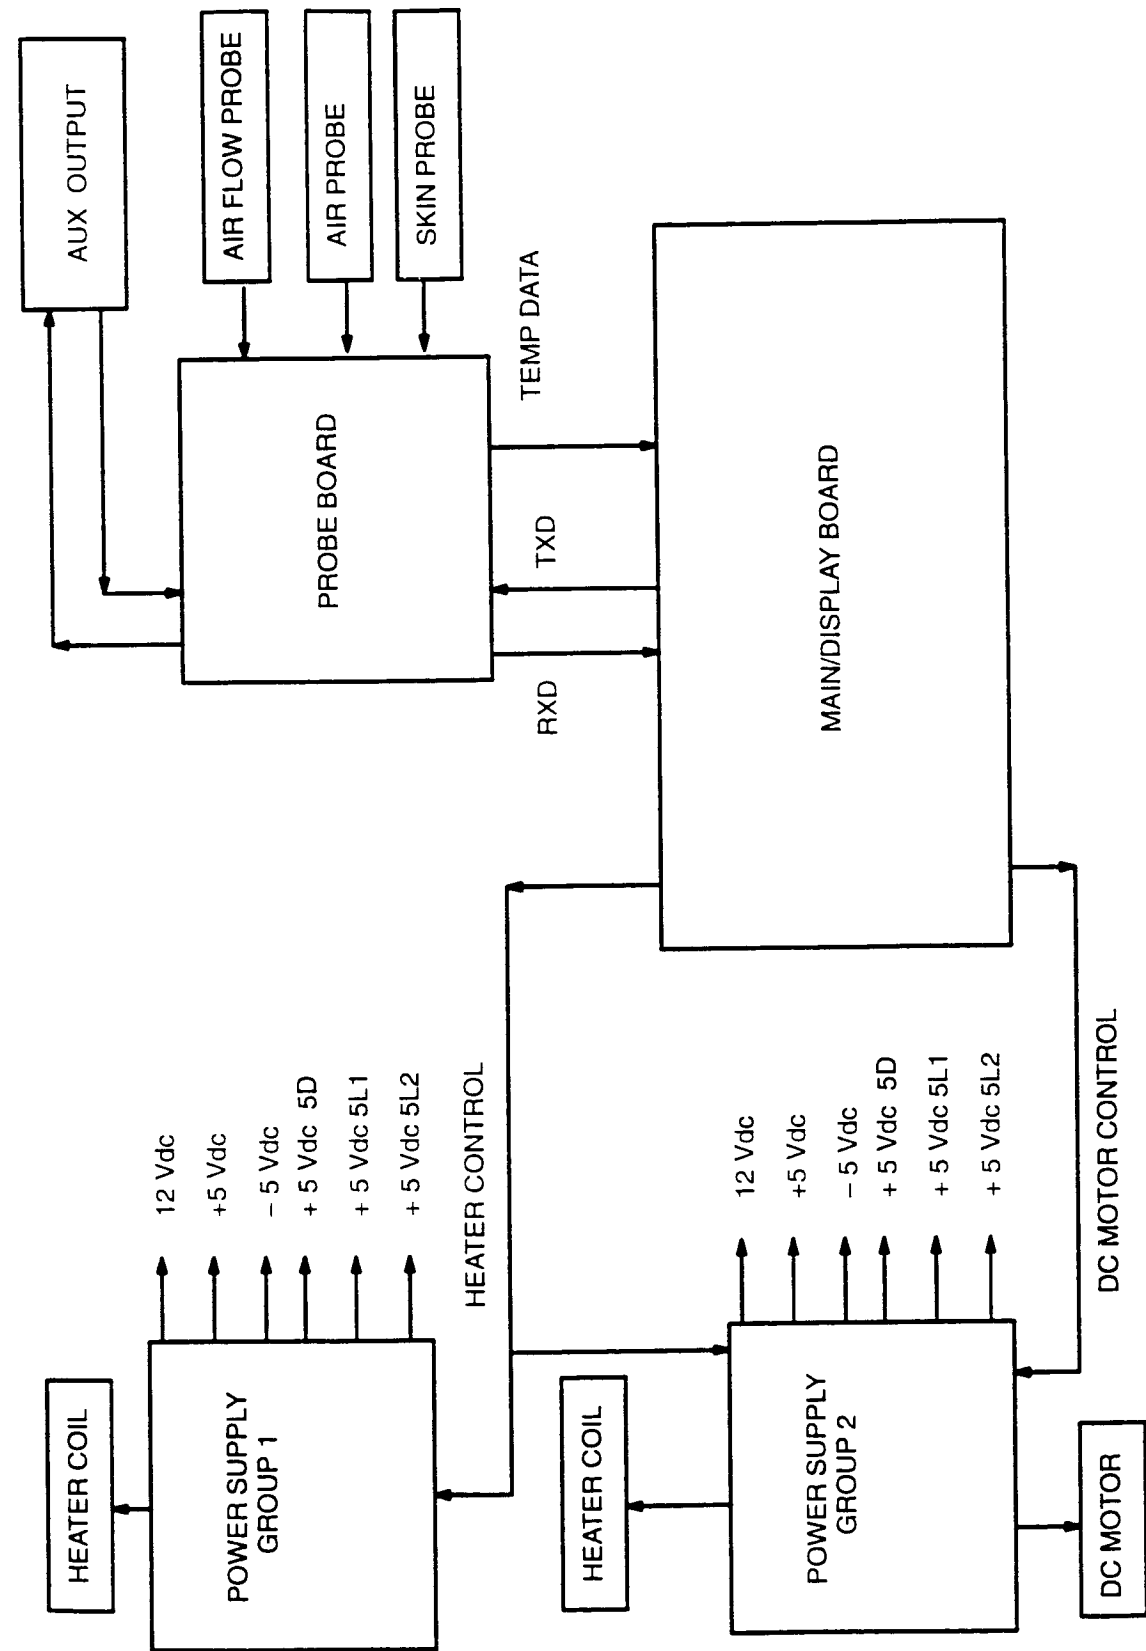 HEATER COIL
POWER SUPPLY
GROUP 1
12 Vdc
+5 Vdc
– 5 Vdc
+ 5 Vdc 5D
+ 5 Vdc 5L1
+ 5 Vdc 5L2
HEATER CONTROL
AUX OUTPUT
AIR FLOW PROBE
AIR PROBE
SKIN PROBE
PROBE BOARD
RXD
TXD
TEMP DATA
HEATER COIL
POWER SUPPLY
GROUP 2
12 Vdc
+5 Vdc
– 5 Vdc
+ 5 Vdc 5D
+ 5 Vdc 5L1
+ 5 Vdc 5L2
MAIN/DISPLAY BOARD
DC MOTOR
DC MOTOR CONTROL